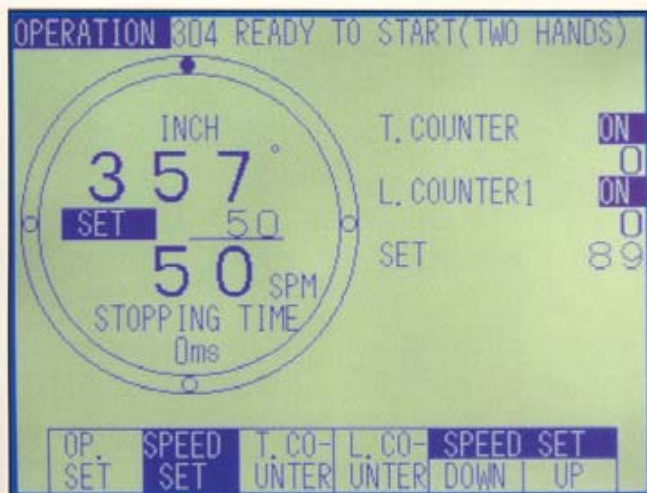 OPERATION 304 READY TO START(TWO HANDS)
INCH
357°
SET 50
50 SPM
STOPPING TIME
0ms
T.COUNTER ON
0
L.COUNTER1 ON
0
SET 89
OP. SET
SPEED SET
T.CO-UNTER
L.CO-UNTER
SPEED SET
DOWN UP